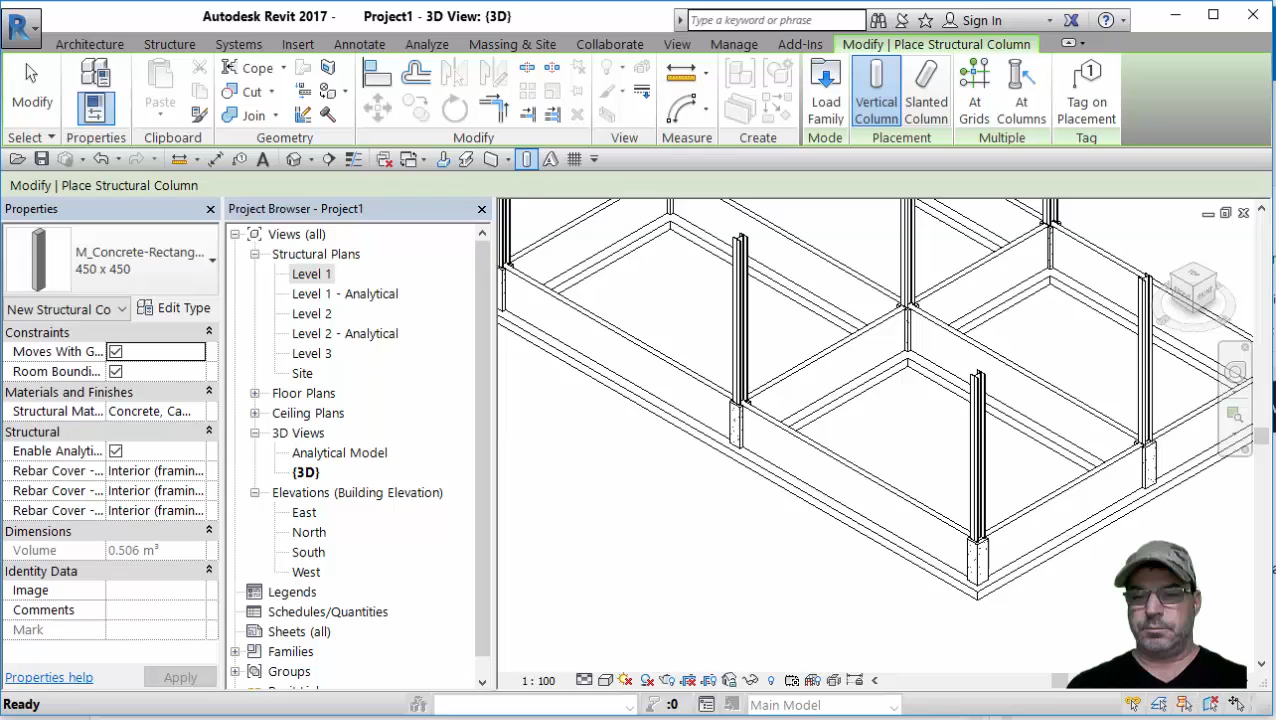 Autodesk Revit 2017 - Project1 - 3D View: {3D}
Type a keyword or phrase
Sign In
Architecture Structure Systems Insert Annotate Analyze Massing & Site Collaborate View Manage Add-Ins Modify | Place Structural Column
Modify
Paste
Cope
Cut
Join
Load Family
Vertical Column
Slanted Column
At Grids
At Columns
Tag on Placement
Select Properties Clipboard Geometry Modify View Measure Create Mode Placement Multiple Tag
Modify | Place Structural Column
Properties
M_Concrete-Rectang...
450 x 450
New Structural Co
Edit Type
Constraints
Moves With G...
Room Boundi...
Materials and Finishes
Structural Mat... Concrete, Ca...
Structural
Enable Analyti...
Rebar Cover -... Interior (framin...
Rebar Cover -... Interior (framin...
Rebar Cover -... Interior (framin...
Dimensions
Volume 0.506 m³
Identity Data
Image
Comments
Mark
Properties help
Apply
Project Browser - Project1
Views (all)
Structural Plans
Level 1
Level 1 - Analytical
Level 2
Level 2 - Analytical
Level 3
Site
Floor Plans
Ceiling Plans
3D Views
Analytical Model
{3D}
Elevations (Building Elevation)
East
North
South
West
Legends
Schedules/Quantities
Sheets (all)
Families
Groups
1 : 100
Ready
:0
Main Model